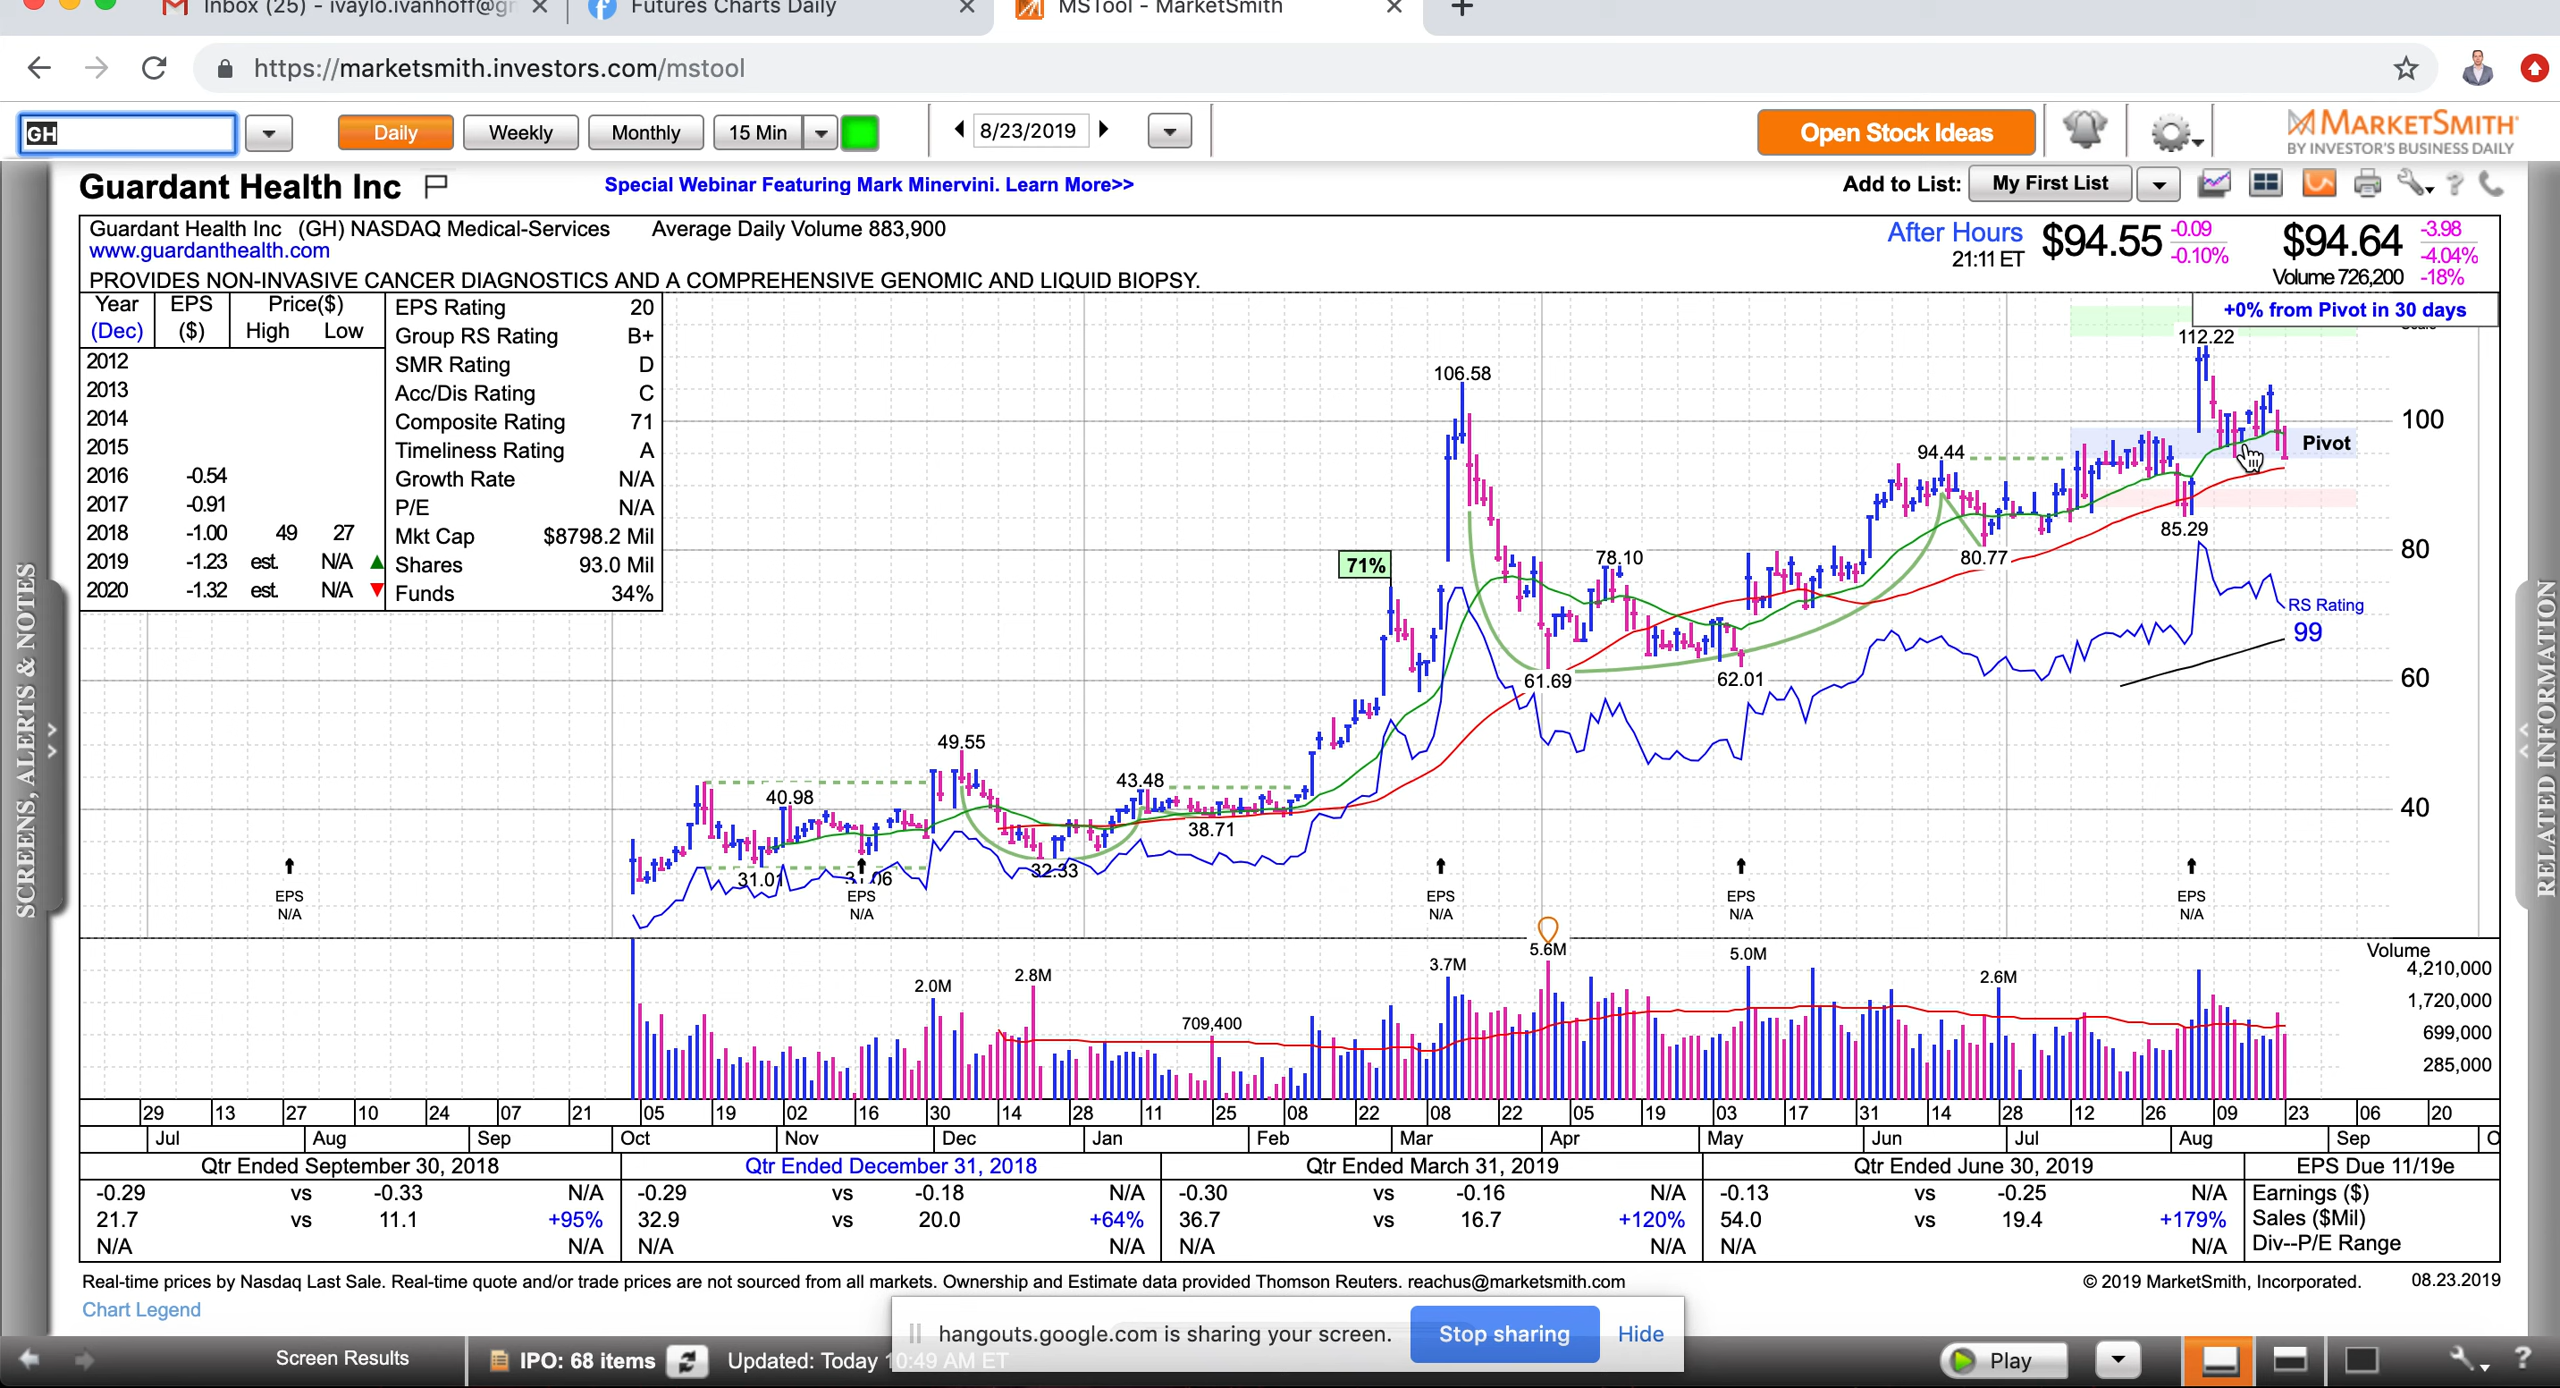 Inbox (25) - ivaylo.ivanhoff@gr
Futures Charts Daily
MSTool - MarketSmith
https://marketsmith.investors.com/mstool
GH
Daily
Weekly
Monthly
15 Min
8/23/2019
Open Stock Ideas
MARKETSMITH
BY INVESTOR'S BUSINESS DAILY
Guardant Health Inc
Special Webinar Featuring Mark Minervini. Learn More>>
Add to List:
My First List
Guardant Health Inc (GH) NASDAQ Medical-Services Average Daily Volume 883,900
www.guardanthealth.com
PROVIDES NON-INVASIVE CANCER DIAGNOSTICS AND A COMPREHENSIVE GENOMIC AND LIQUID BIOPSY.
After Hours $94.55 -0.09 -0.10%
21:11 ET
$94.64 -3.98 -4.04%
Volume 726,200 -18%
+0% from Pivot in 30 days
Year EPS Price($)
(Dec) ($) High Low
2012
2013
2014
2015
2016 -0.54
2017 -0.91
2018 -1.00 49 27
2019 -1.23 est. N/A
2020 -1.32 est. N/A
EPS Rating 20
Group RS Rating B+
SMR Rating D
Acc/Dis Rating C
Composite Rating 71
Timeliness Rating A
Growth Rate N/A
P/E N/A
Mkt Cap $8798.2 Mil
Shares 93.0 Mil
Funds 34%
112.22
106.58
100
Pivot
94.44
85.29
80
78.10
80.77
71%
RS Rating
99
61.69
62.01
60
49.55
43.48
40.98
40
38.71
32.33
31.01
EPS N/A
EPS N/A
EPS N/A
EPS N/A
EPS N/A
Volume
5.6M
5.0M
3.7M
2.8M
2.6M
2.0M
709,400
4,210,000
1,720,000
699,000
285,000
29 13 27 10 24 07 21 05 19 02 16 30 14 28 11 25 08 22 08 22 05 19 03 17 31 14 28 12 26 09 23 06 20
Jul Aug Sep Oct Nov Dec Jan Feb Mar Apr May Jun Jul Aug Sep
Qtr Ended September 30, 2018
Qtr Ended December 31, 2018
Qtr Ended March 31, 2019
Qtr Ended June 30, 2019
EPS Due 11/19e
-0.29 vs -0.33 N/A -0.29 vs -0.18 N/A -0.30 vs -0.16 N/A -0.13 vs -0.25 N/A Earnings ($)
21.7 vs 11.1 +95% 32.9 vs 20.0 +64% 36.7 vs 16.7 +120% 54.0 vs 19.4 +179% Sales ($Mil)
N/A N/A N/A N/A N/A N/A N/A N/A Div--P/E Range
Real-time prices by Nasdaq Last Sale. Real-time quote and/or trade prices are not sourced from all markets. Ownership and Estimate data provided Thomson Reuters. reachus@marketsmith.com
© 2019 MarketSmith, Incorporated. 08.23.2019
Chart Legend
hangouts.google.com is sharing your screen.
Stop sharing
Hide
Screen Results
IPO: 68 items
Updated: Today 10:49 AM ET
Play
SCREENS, ALERTS & NOTES
RELATED INFORMATION